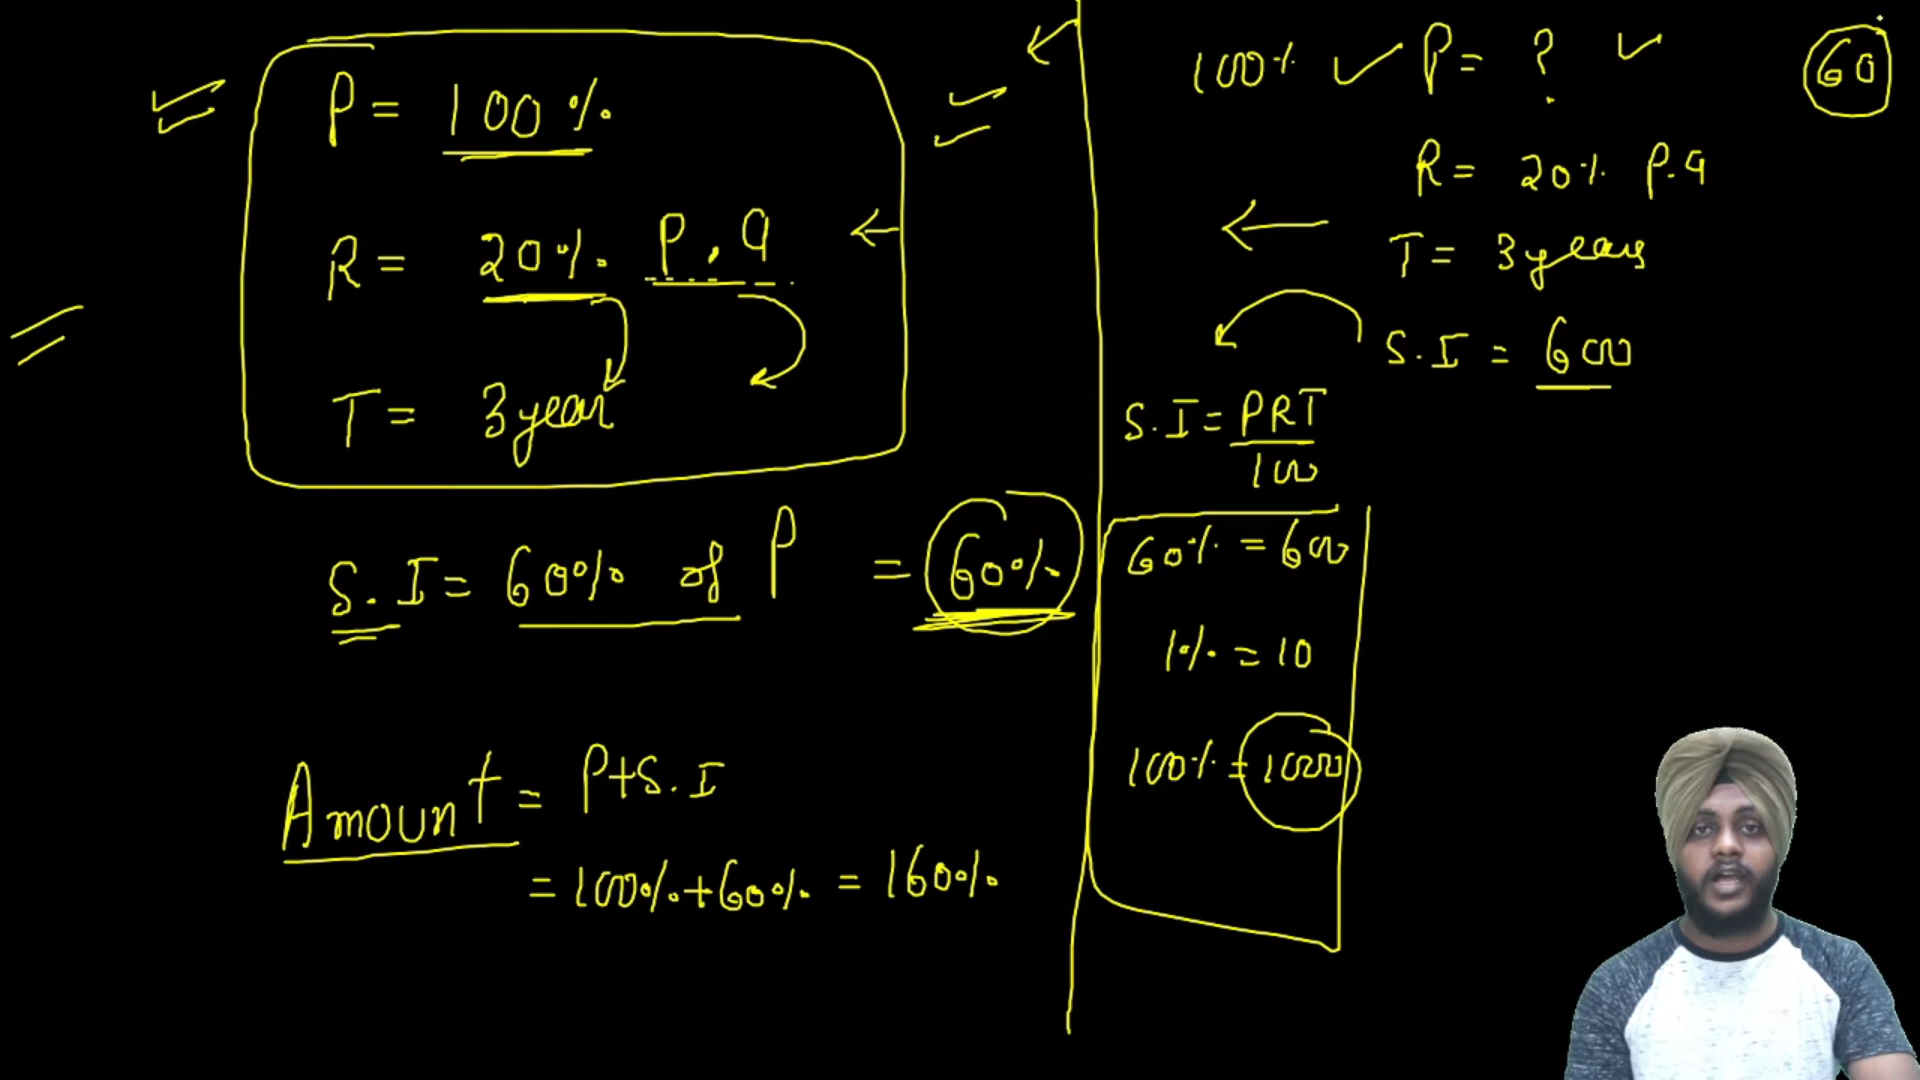 P = 100%
R = 20% P.a
T = 3 year
S.I = 60% of P = 60%
Amount = P+S.I
= 100%+60% = 160%
100% P = ?
60
R = 20% P.a
T = 3 years
S.I = 600
S.I = PRT
100
60% = 600
1% = 10
100% = 1000